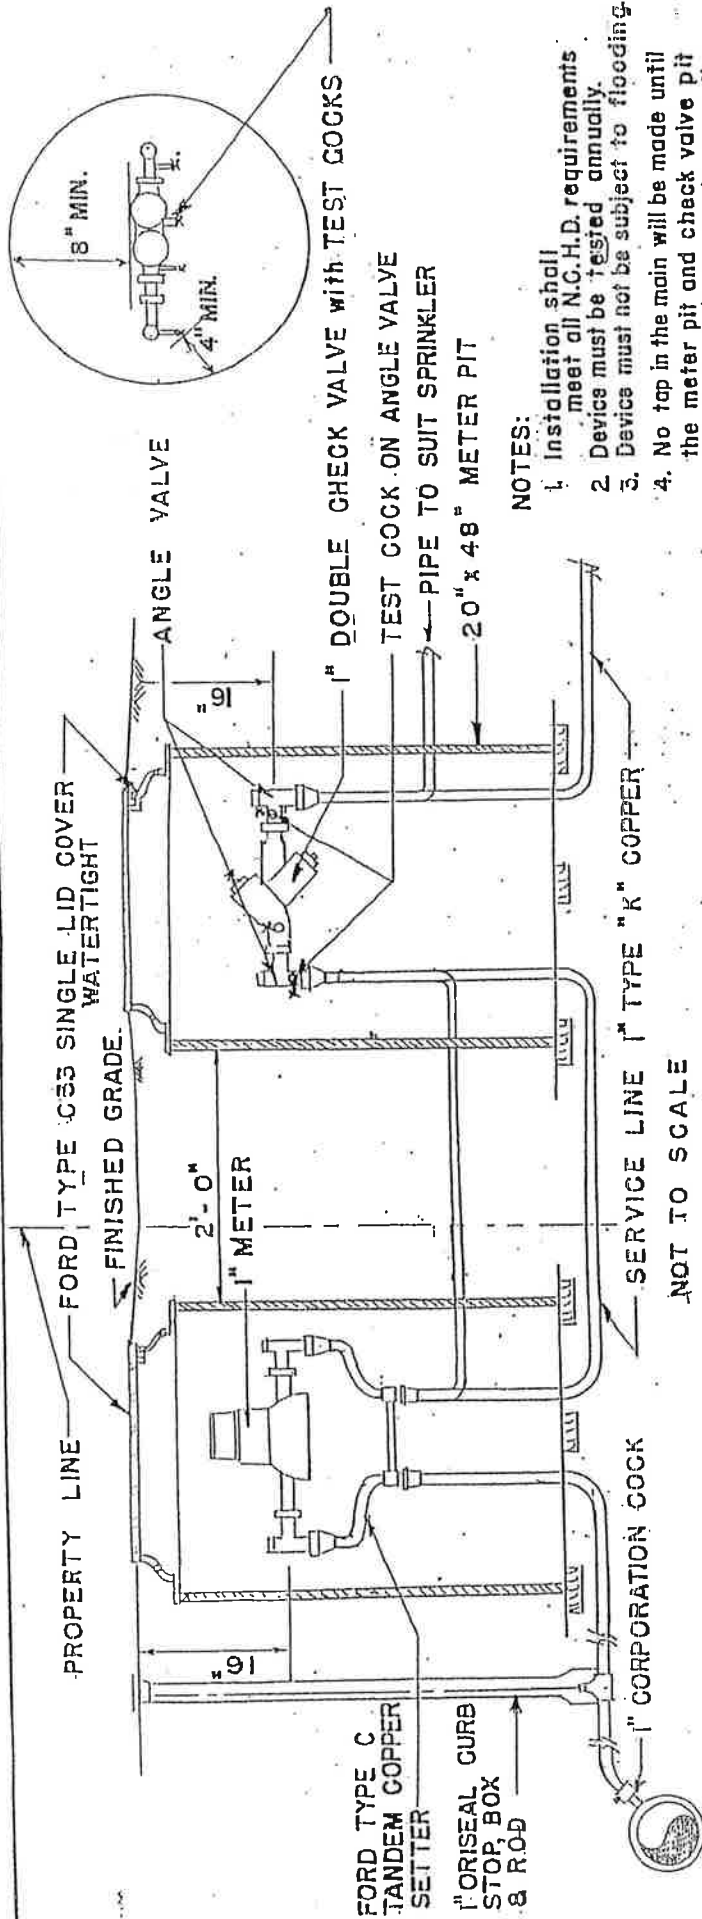 PROPERTY LINE
FORD TYPE C33 SINGLE LID COVER
WATERTIGHT
FINISHED GRADE
ANGLE VALVE
8" MIN.
4" MIN.
16"
16"
2'-0"
1" METER
1" DOUBLE CHECK VALVE with TEST COCKS
TEST COCK ON ANGLE VALVE
PIPE TO SUIT SPRINKLER
20" x 48" METER PIT
FORD TYPE C
TANDEM COPPER
SETTER
1" ORISEAL CURB
STOP, BOX
& ROD
1" CORPORATION COCK
SERVICE LINE 1" TYPE "K" COPPER
NOT TO SCALE
NOTES:
1. Installation shall
meet all N.C.H.D. requirements
2. Device must be tested annually.
3. Device must not be subject to flooding
4. No tap in the main will be made until
the meter pit and check valve pit